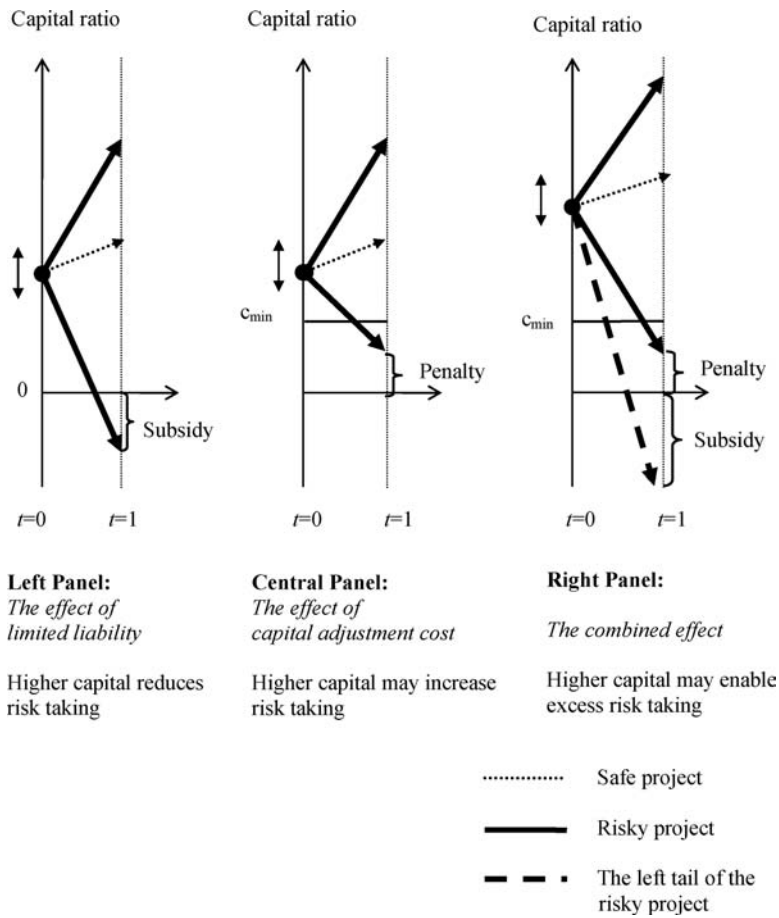 Capital ratio
0
Subsidy
t=0 t=1
Left Panel:
The effect of
limited liability
Higher capital reduces
risk taking
Capital ratio
cmin
Penalty
t=0 t=1
Central Panel:
The effect of
capital adjustment cost
Higher capital may increase
risk taking
Capital ratio
cmin
Penalty
Subsidy
t=0 t=1
Right Panel:
The combined effect
Higher capital may enable
excess risk taking
Safe project
Risky project
The left tail of the
risky project